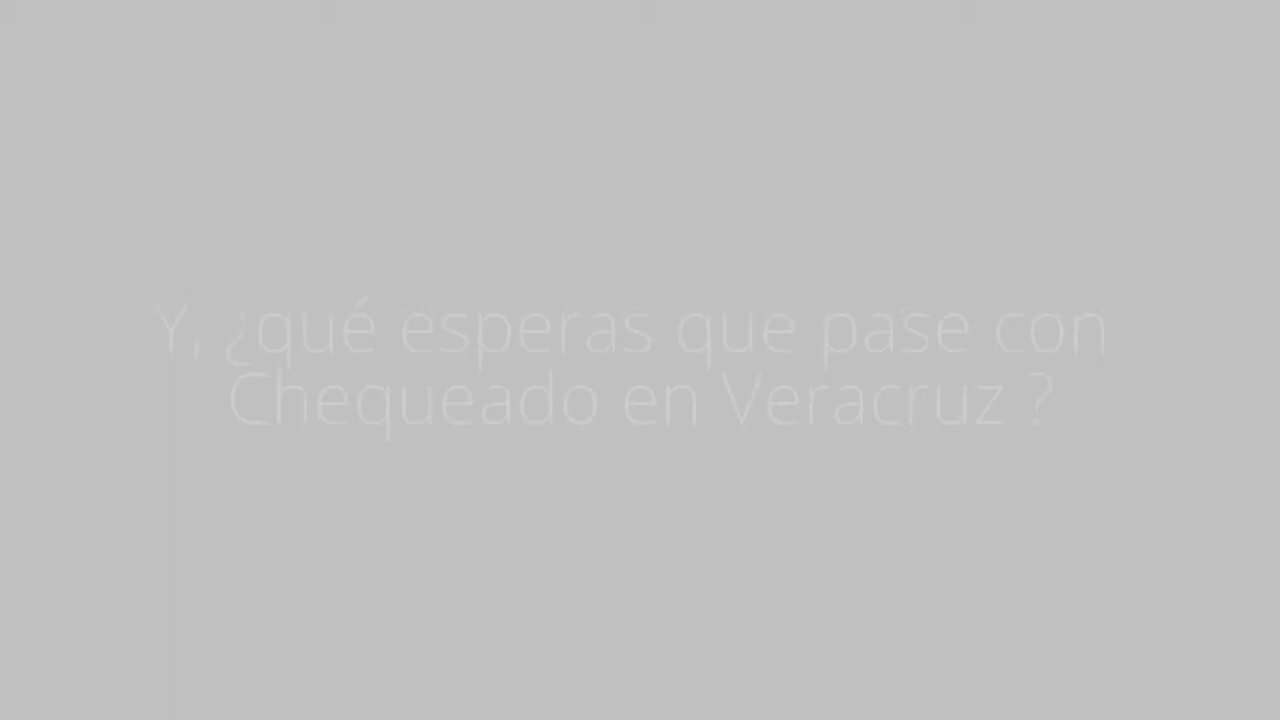 Y, ¿qué esperas que pase con
Chequeado en Veracruz ?